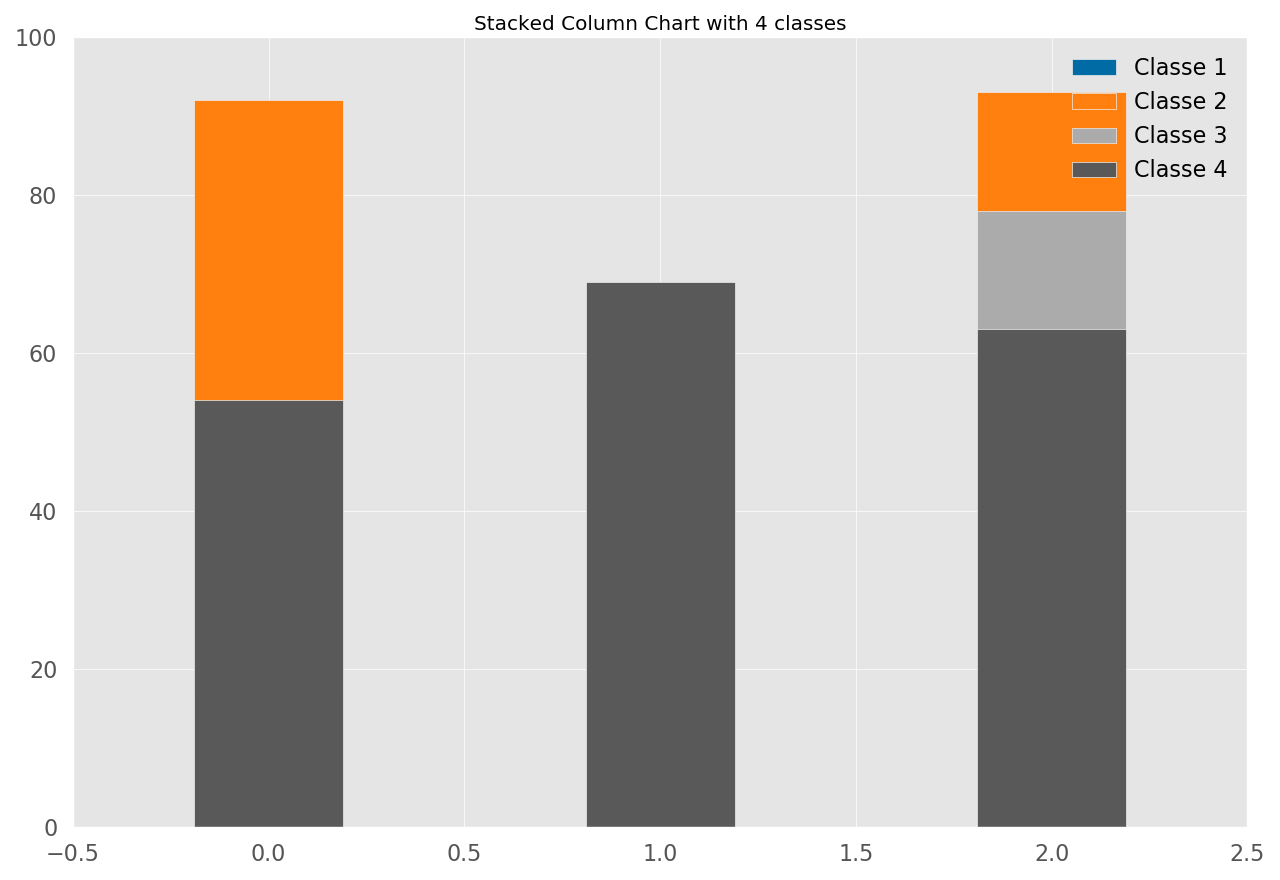 Stacked Column Chart with 4 classes
100
80
60
40
20
0
Classe 1
Classe 2
Classe 3
Classe 4
−0.5 0.0 0.5 1.0 1.5 2.0 2.5